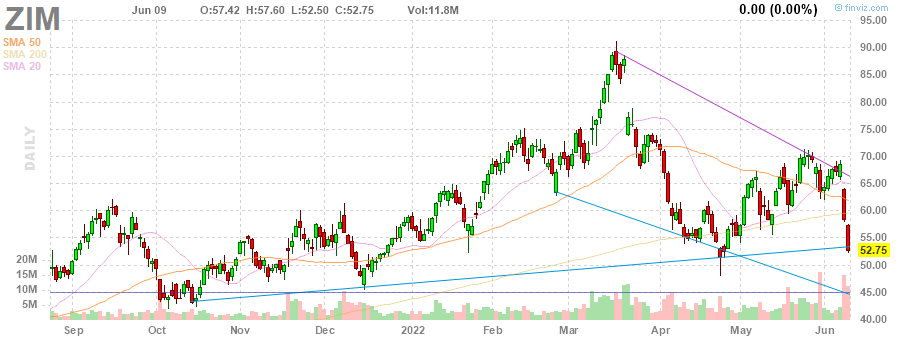 ZIM
Jun 09 O:57.42 H:57.60 L:52.50 C:52.75 Vol:11.8M 0.00 (0.00%)
© finviz.com
SMA 50
SMA 200
SMA 20
DAILY
95.00
90.00
85.00
80.00
75.00
70.00
65.00
60.00
55.00
52.75
50.00
45.00
40.00
20M
15M
10M
5M
Sep Oct Nov Dec 2022 Feb Mar Apr May Jun